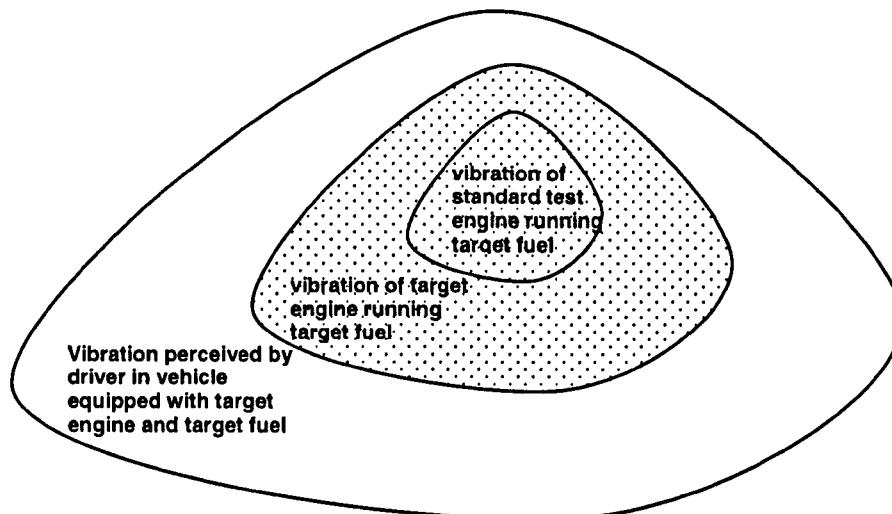 vibration of
standard test
engine running
target fuel
vibration of target
engine running
target fuel
Vibration perceived by
driver in vehicle
equipped with target
engine and target fuel